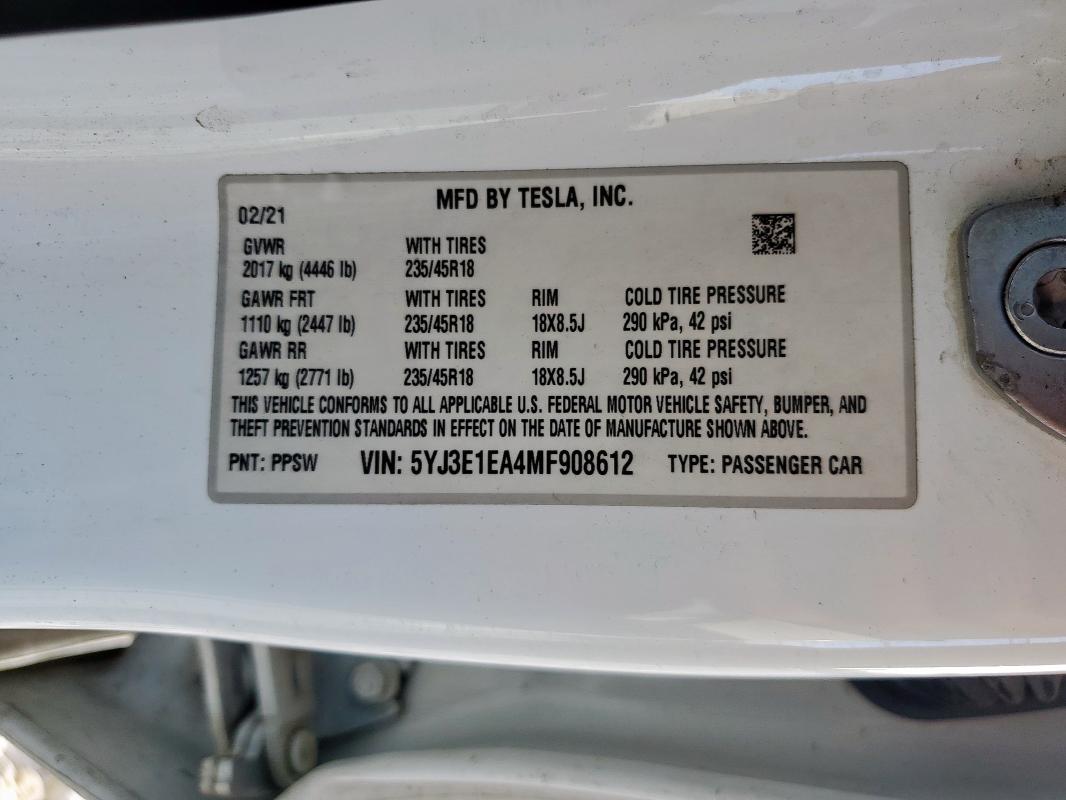 MFD BY TESLA, INC.
02/21
GVWR WITH TIRES
2017 kg (4446 lb) 235/45R18
GAWR FRT WITH TIRES RIM COLD TIRE PRESSURE
1110 kg (2447 lb) 235/45R18 18X8.5J 290 kPa, 42 psi
GAWR RR WITH TIRES RIM COLD TIRE PRESSURE
1257 kg (2771 lb) 235/45R18 18X8.5J 290 kPa, 42 psi
THIS VEHICLE CONFORMS TO ALL APPLICABLE U.S. FEDERAL MOTOR VEHICLE SAFETY, BUMPER, AND
THEFT PREVENTION STANDARDS IN EFFECT ON THE DATE OF MANUFACTURE SHOWN ABOVE.
PNT: PPSW VIN: 5YJ3E1EA4MF908612 TYPE: PASSENGER CAR